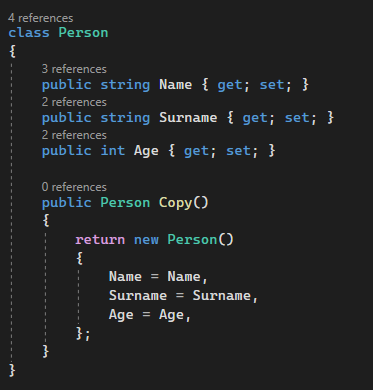 4 references
class Person
{
3 references
public string Name { get; set; }
2 references
public string Surname { get; set; }
2 references
public int Age { get; set; }
0 references
public Person Copy()
{
return new Person()
{
Name = Name,
Surname = Surname,
Age = Age,
};
}
}